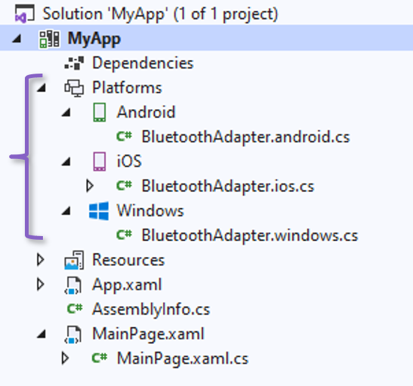 Solution 'MyApp' (1 of 1 project)
MyApp
Dependencies
Platforms
Android
C# BluetoothAdapter.android.cs
iOS
C# BluetoothAdapter.ios.cs
Windows
C# BluetoothAdapter.windows.cs
Resources
App.xaml
C# AssemblyInfo.cs
MainPage.xaml
C# MainPage.xaml.cs